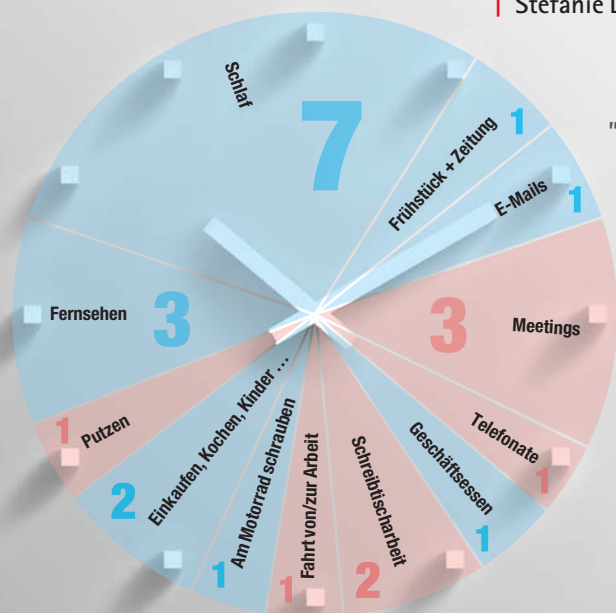 Stefanie
Schlaf
7
Frühstück + Zeitung
1
E-Mails
1
Meetings
3
Telefonate
1
Geschäftsessen
1
Schreibtischarbeit
2
Fahrt von/zur Arbeit
1
Am Motorrad schrauben
1
Einkaufen, Kochen, Kinder ...
2
Putzen
1
Fernsehen
3